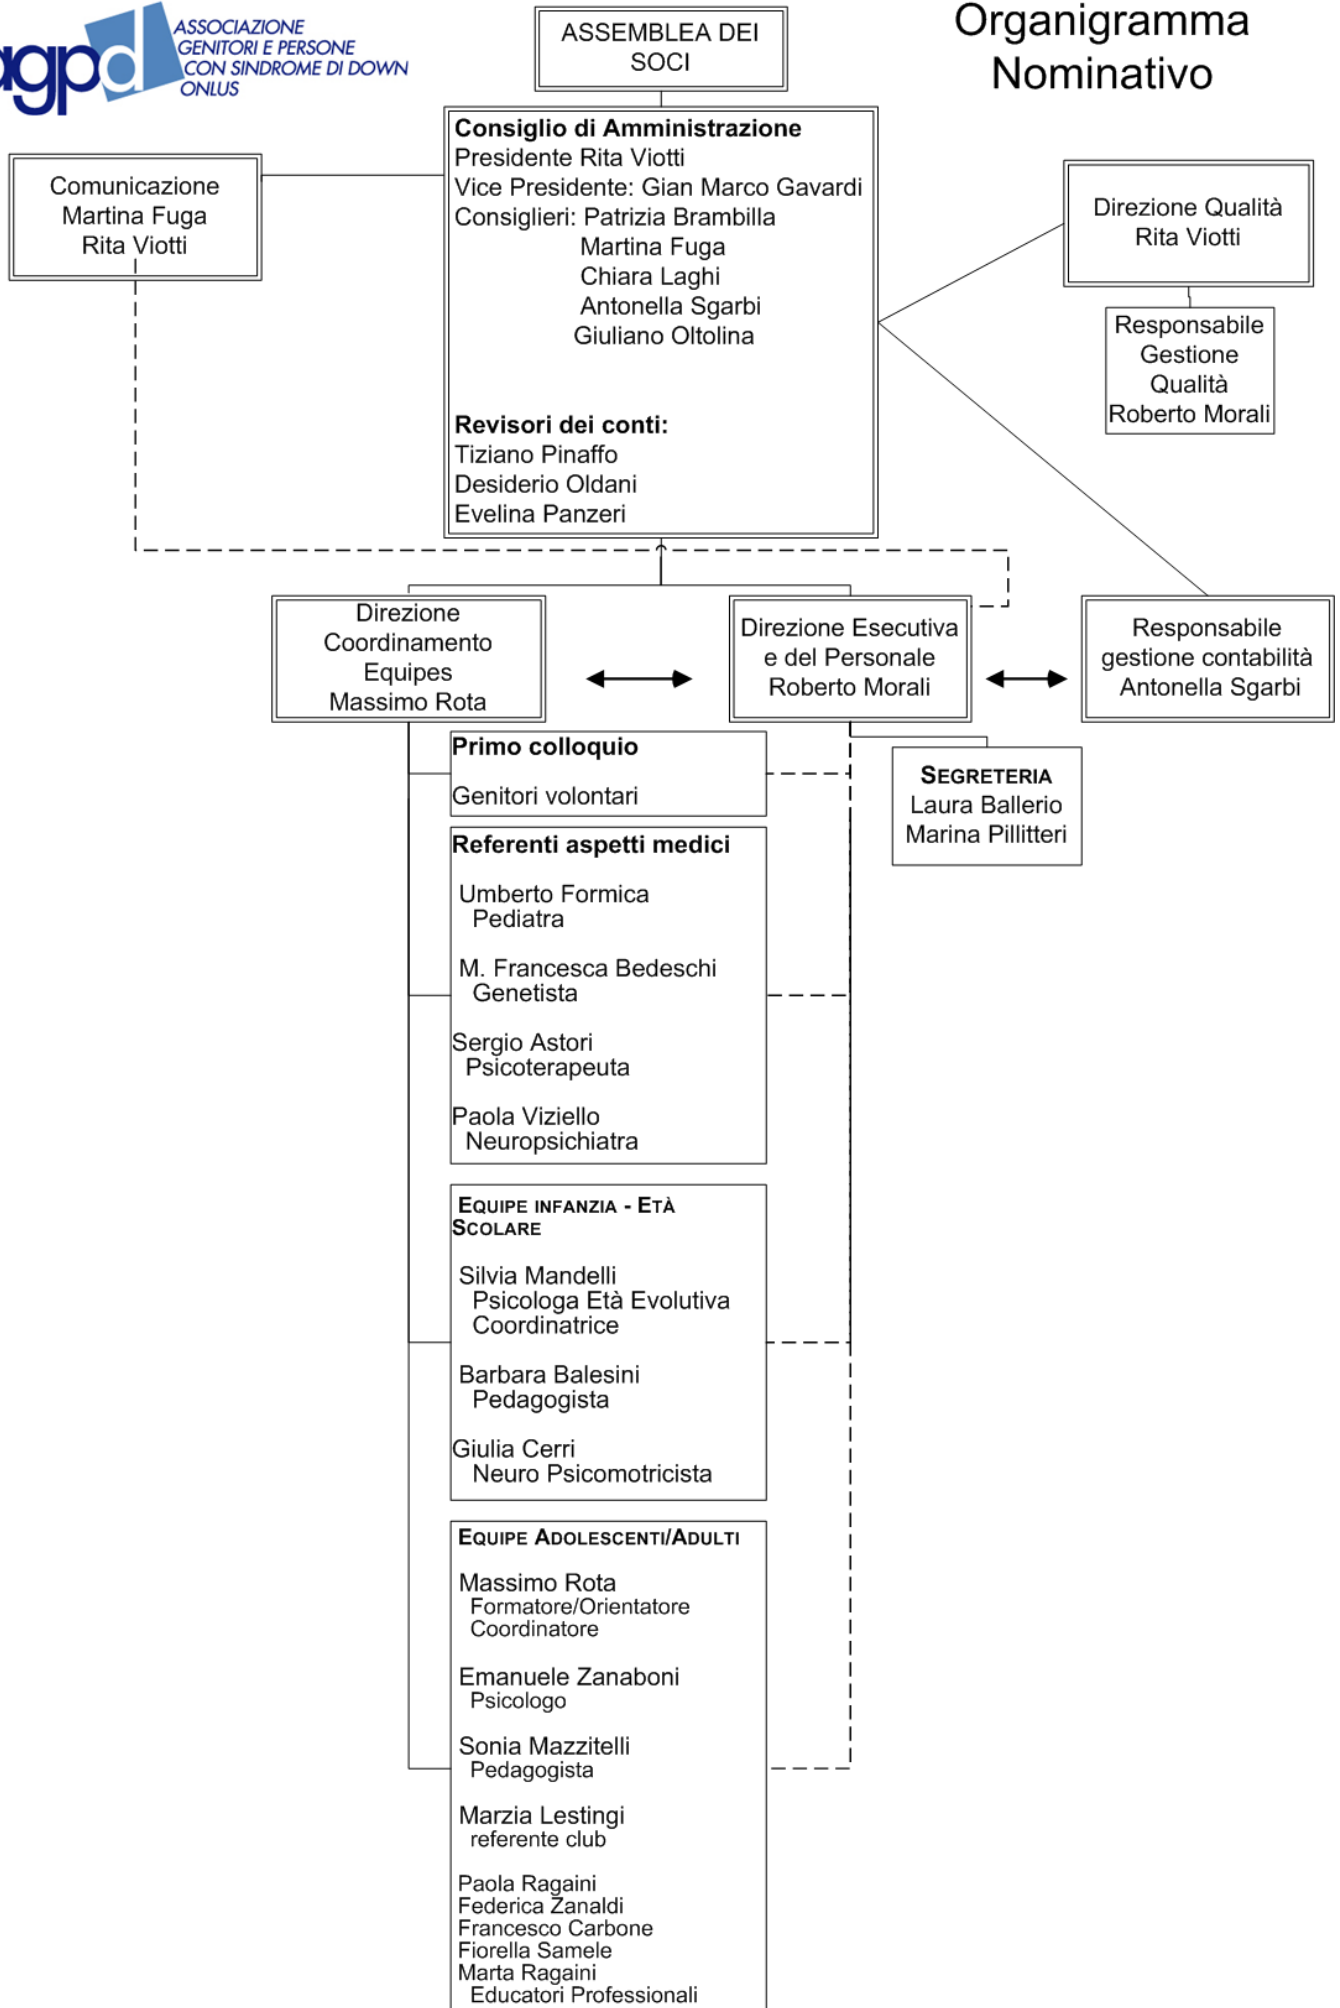 agpd
ASSOCIAZIONE
GENITORI E PERSONE
CON SINDROME DI DOWN
ONLUS
ASSEMBLEA DEI
SOCI
Organigramma
Nominativo
Comunicazione
Martina Fuga
Rita Viotti
Consiglio di Amministrazione
Presidente Rita Viotti
Vice Presidente: Gian Marco Gavardi
Consiglieri: Patrizia Brambilla
Martina Fuga
Chiara Laghi
Antonella Sgarbi
Giuliano Oltolina
Revisori dei conti:
Tiziano Pinaffo
Desiderio Oldani
Evelina Panzeri
Direzione Qualità
Rita Viotti
Responsabile
Gestione
Qualità
Roberto Morali
Direzione
Coordinamento
Equipes
Massimo Rota
Direzione Esecutiva
e del Personale
Roberto Morali
Responsabile
gestione contabilità
Antonella Sgarbi
SEGRETERIA
Laura Ballerio
Marina Pillitteri
Primo colloquio
Genitori volontari
Referenti aspetti medici
Umberto Formica
Pediatra
M. Francesca Bedeschi
Genetista
Sergio Astori
Psicoterapeuta
Paola Viziello
Neuropsichiatra
EQUIPE INFANZIA - ETÀ
SCOLARE
Silvia Mandelli
Psicologa Età Evolutiva
Coordinatrice
Barbara Balesini
Pedagogista
Giulia Cerri
Neuro Psicomotricista
EQUIPE ADOLESCENTI/ADULTI
Massimo Rota
Formatore/Orientatore
Coordinatore
Emanuele Zanaboni
Psicologo
Sonia Mazzitelli
Pedagogista
Marzia Lestingi
referente club
Paola Ragaini
Federica Zanaldi
Francesco Carbone
Fiorella Samele
Marta Ragaini
Educatori Professionali